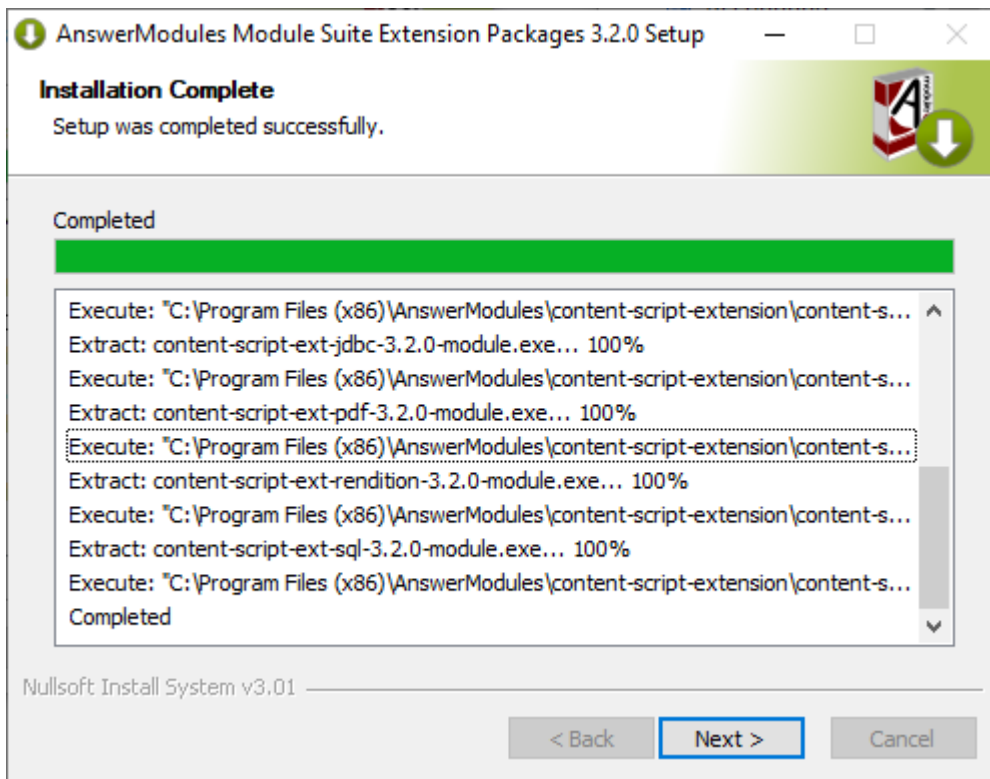 AnswerModules Module Suite Extension Packages 3.2.0 Setup
Installation Complete
Setup was completed successfully.
Completed
Execute: "C:\Program Files (x86)\AnswerModules\content-script-extension\content-s...
Extract: content-script-ext-jdbc-3.2.0-module.exe... 100%
Execute: "C:\Program Files (x86)\AnswerModules\content-script-extension\content-s...
Extract: content-script-ext-pdf-3.2.0-module.exe... 100%
Execute: "C:\Program Files (x86)\AnswerModules\content-script-extension\content-s...
Extract: content-script-ext-rendition-3.2.0-module.exe... 100%
Execute: "C:\Program Files (x86)\AnswerModules\content-script-extension\content-s...
Extract: content-script-ext-sql-3.2.0-module.exe... 100%
Execute: "C:\Program Files (x86)\AnswerModules\content-script-extension\content-s...
Completed
Nullsoft Install System v3.01
< Back Next > Cancel